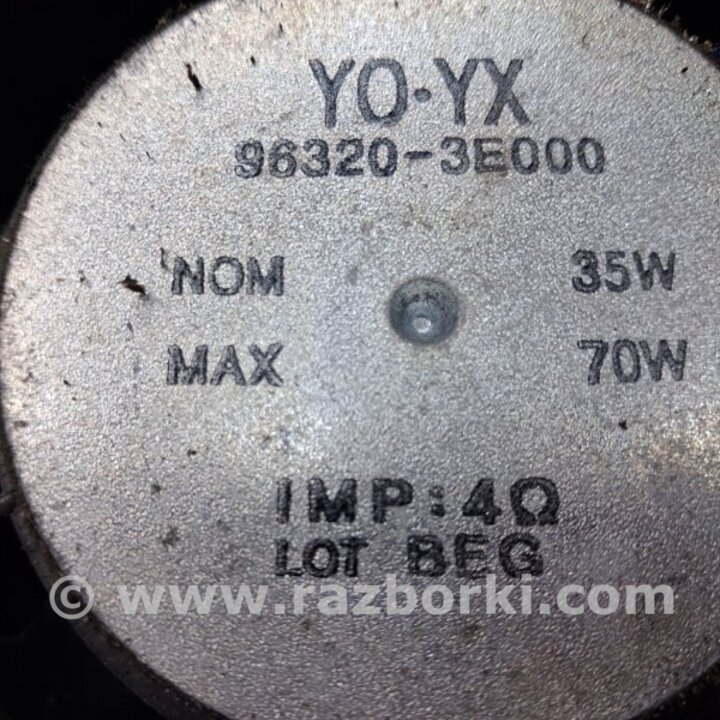 YO·YX
96320-3E000
NOM 35W
MAX 70W
IMP:4Ω
LOT BEG
© www.razborki.com